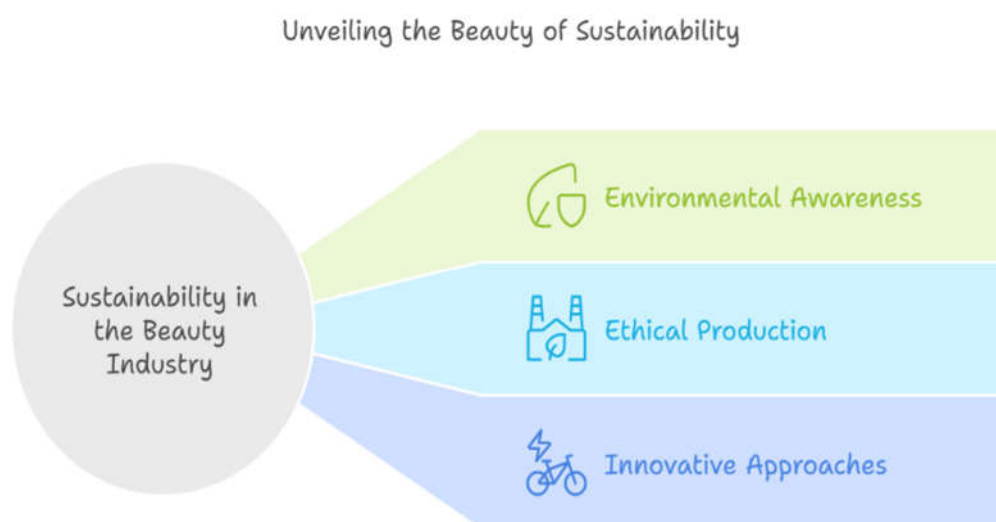 Unveiling the Beauty of Sustainability
Sustainability in
the Beauty
Industry
Environmental Awareness
Ethical Production
Innovative Approaches